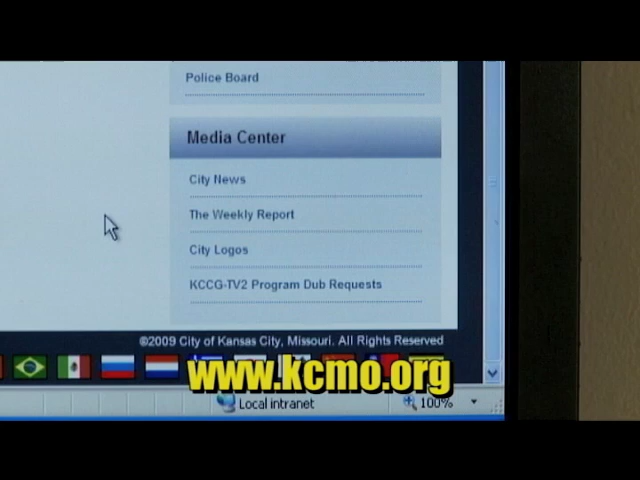 Police Board
Media Center
City News
The Weekly Report
City Logos
KCCG-TV2 Program Dub Requests
©2009 City of Kansas City, Missouri. All Rights Reserved
www.kcmo.org
Local intranet
100%